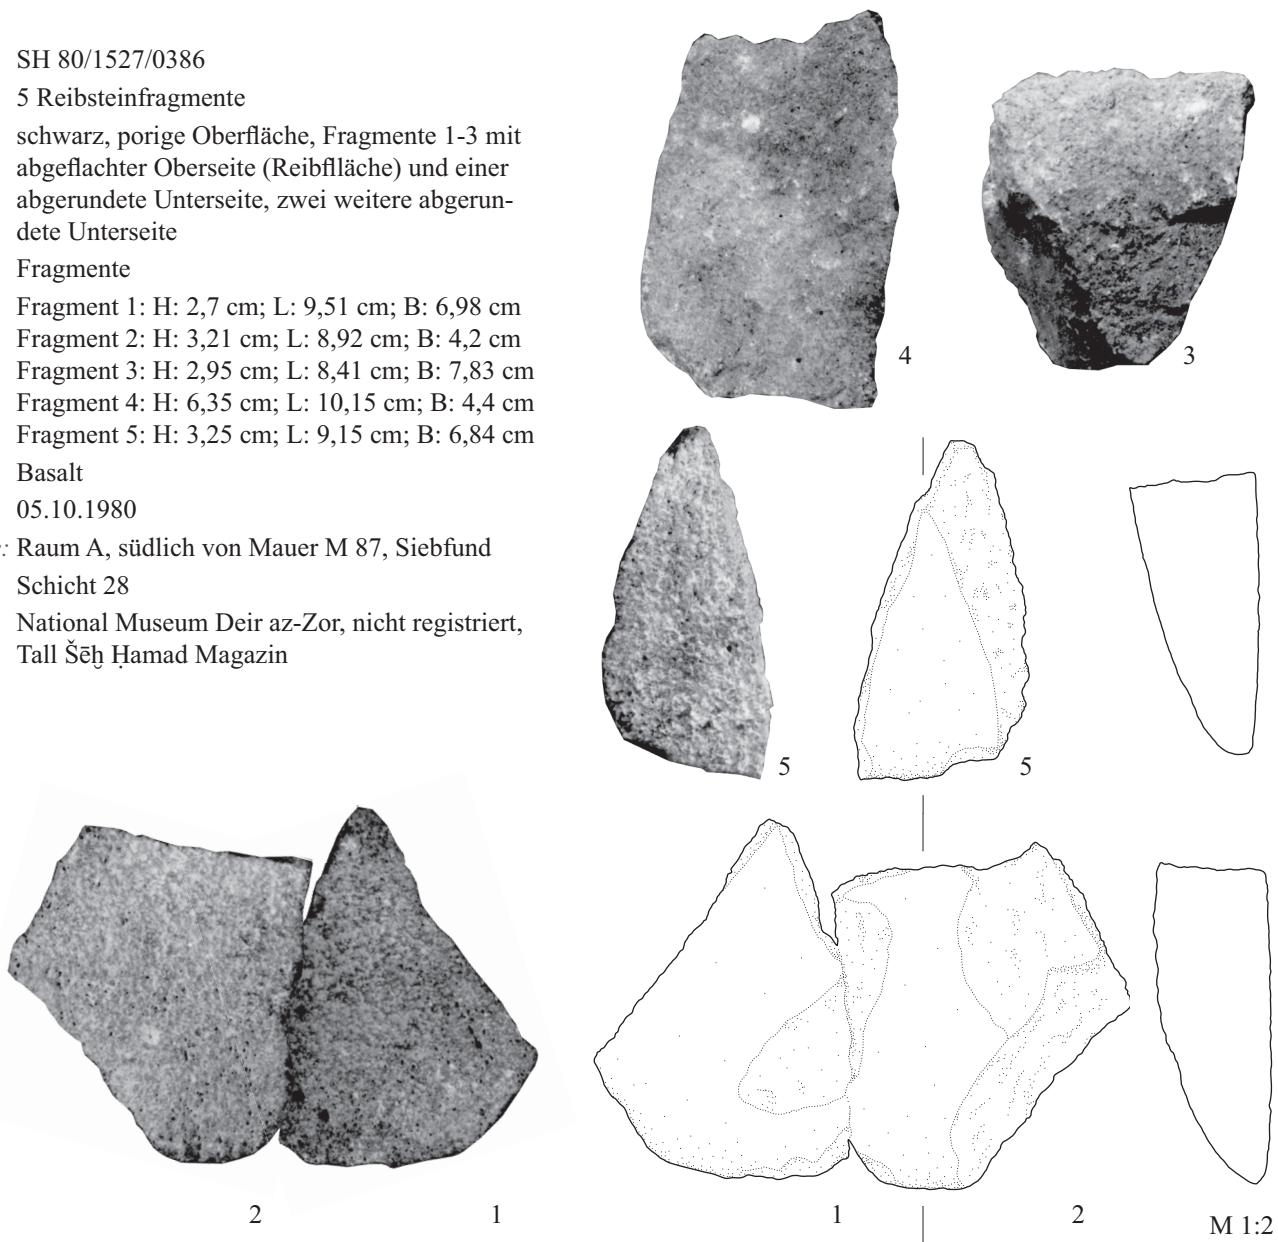 SH 80/1527/0386
5 Reibsteinfragmente
schwarz, porige Oberfläche, Fragmente 1-3 mit
abgeflachter Oberseite (Reibflläche) und einer
abgerundete Unterseite, zwei weitere abgerun-
dete Unterseite
Fragmente
Fragment 1: H: 2,7 cm; L: 9,51 cm; B: 6,98 cm
Fragment 2: H: 3,21 cm; L: 8,92 cm; B: 4,2 cm
Fragment 3: H: 2,95 cm; L: 8,41 cm; B: 7,83 cm
Fragment 4: H: 6,35 cm; L: 10,15 cm; B: 4,4 cm
Fragment 5: H: 3,25 cm; L: 9,15 cm; B: 6,84 cm
Basalt
05.10.1980
Raum A, südlich von Mauer M 87, Siebfund
Schicht 28
National Museum Deir az-Zor, nicht registriert,
Tall Šēḫ Ḥamad Magazin
4
3
5
5
2
1
1
2
M 1:2